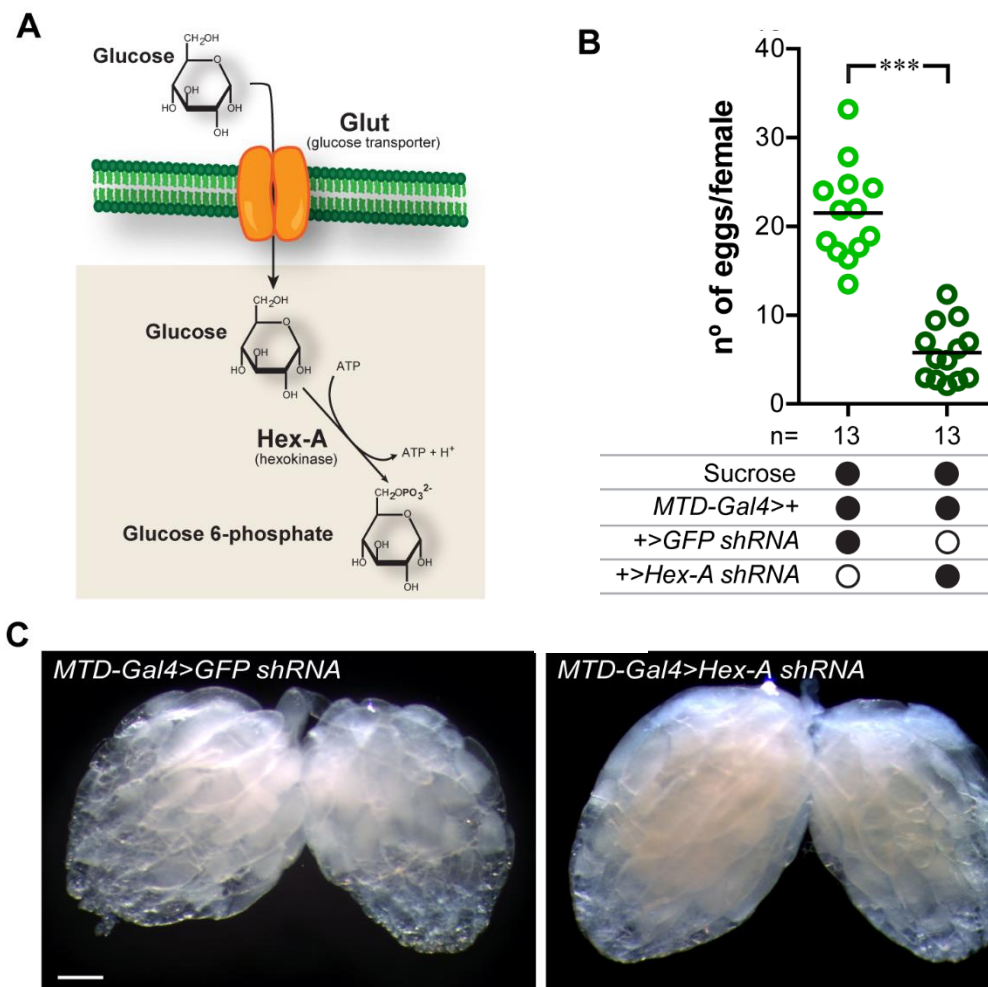 A
Glucose
CH₂OH
O
OH
HO
OH
OH
Glut
(glucose transporter)
Glucose
CH₂OH
O
OH
HO
OH
OH
ATP
Hex-A
(hexokinase)
ATP + H⁺
Glucose 6-phosphate
CH₂OPO₃²⁻
O
OH
HO
OH
OH
B
nº of eggs/female
40
30
20
10
0
***
n= 13 13
Sucrose
MTD-Gal4>+
+>GFP shRNA
+>Hex-A shRNA
C
MTD-Gal4>GFP shRNA
MTD-Gal4>Hex-A shRNA